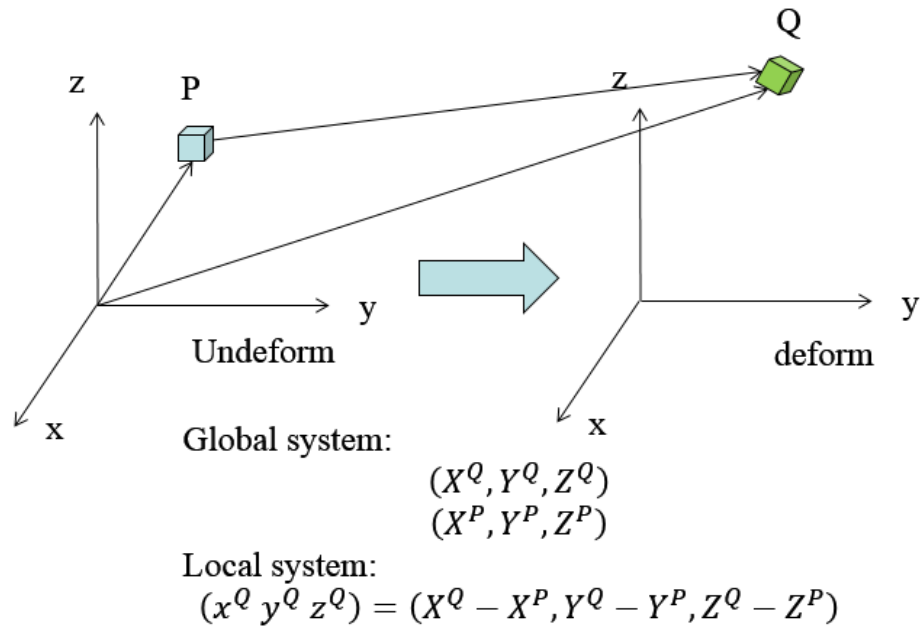 Q
z
z
P
y
y
Undeform
deform
x
x
Global system:
(X^Q, Y^Q, Z^Q)
(X^P, Y^P, Z^P)
Local system:
(x^Q y^Q z^Q) = (X^Q − X^P, Y^Q − Y^P, Z^Q − Z^P)